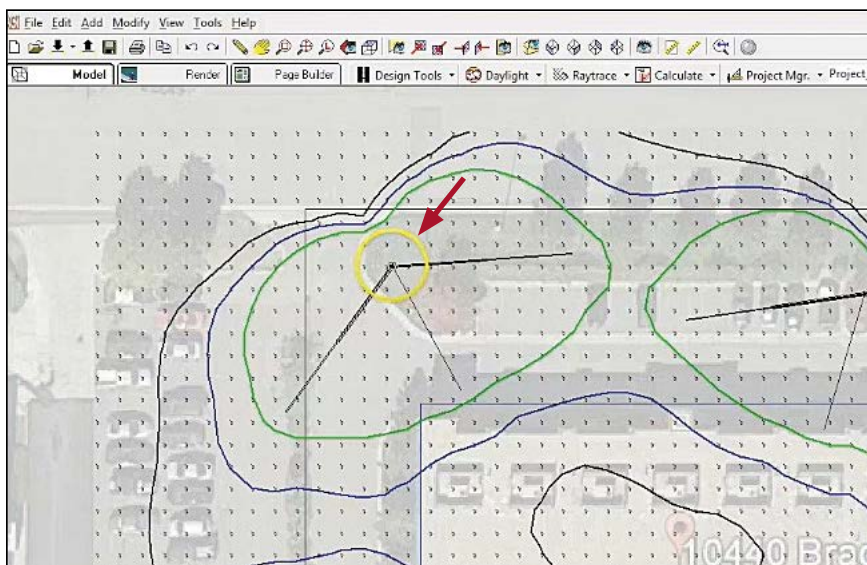 File Edit Add Modify View Tools Help
Model Render Page Builder Design Tools Daylight Raytrace Calculate Project Mgr. Project
10440 Brad